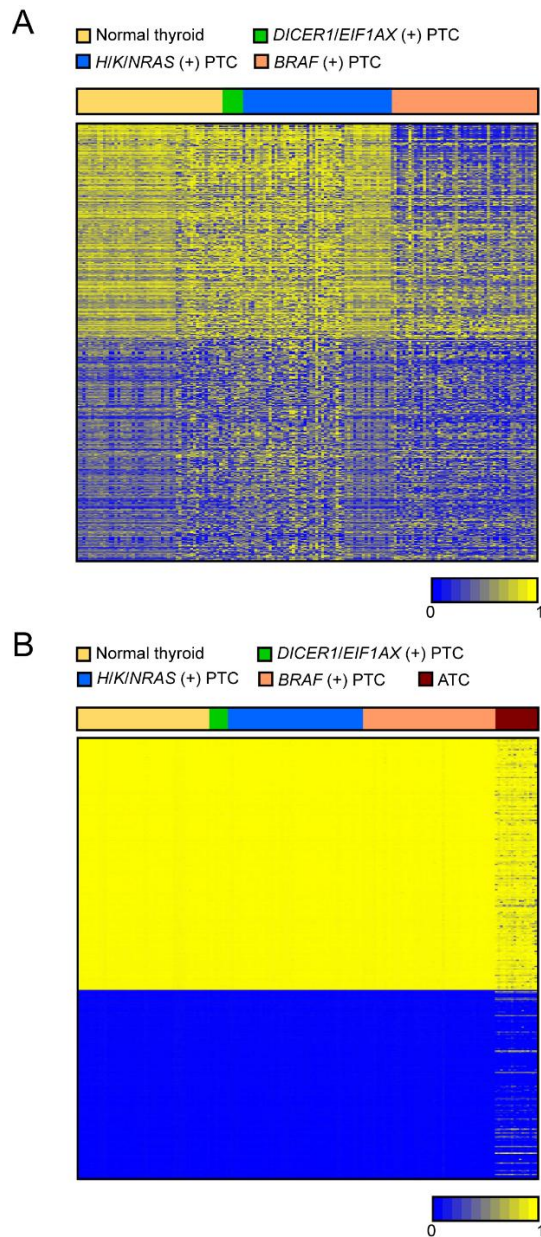 A
Normal thyroid DICER1/EIF1AX (+) PTC
H/K/NRAS (+) PTC BRAF (+) PTC
0 1
B
Normal thyroid DICER1/EIF1AX (+) PTC
H/K/NRAS (+) PTC BRAF (+) PTC ATC
0 1